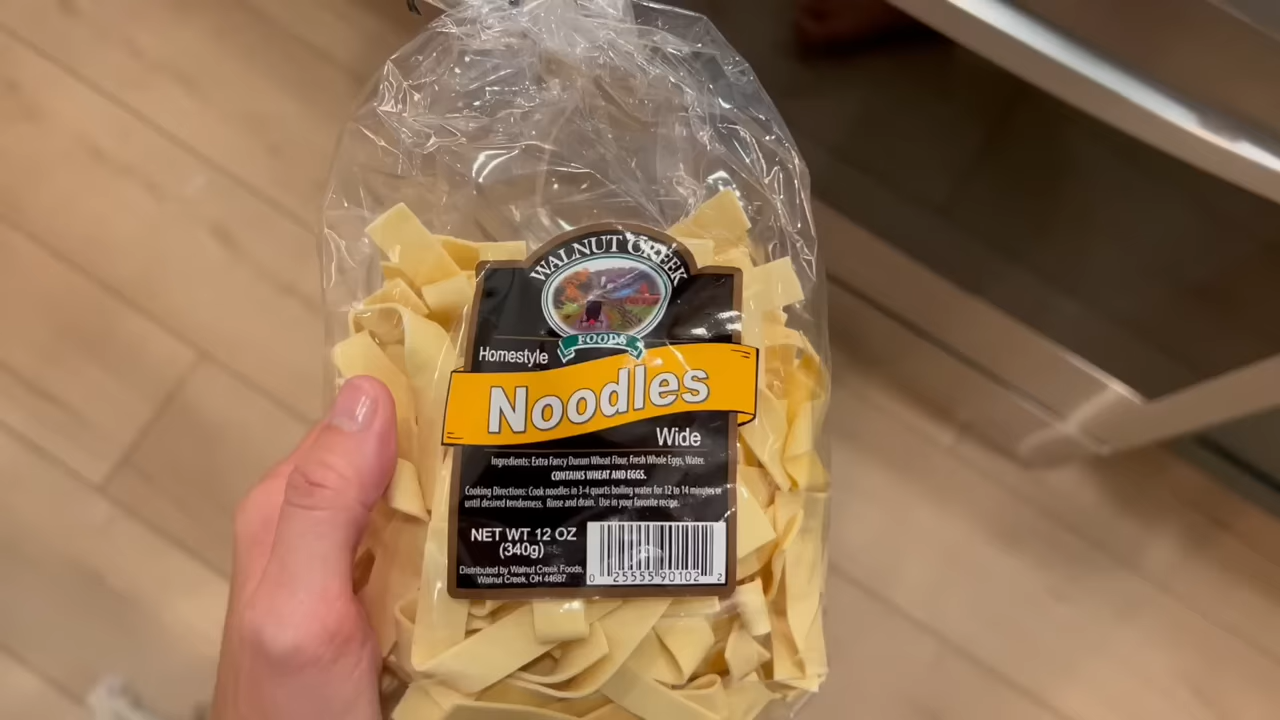 WALNUT CREEK
FOODS
Homestyle
Noodles
Wide
Ingredients: Extra Fancy Durum Wheat Flour, Fresh Whole Eggs, Water.
CONTAINS WHEAT AND EGGS.
Cooking Directions: Cook noodles in 3-4 quarts boiling water for 12 to 14 minutes or
until desired tenderness. Rinse and drain. Use in your favorite recipe.
NET WT 12 OZ
(340g)
Distributed by Walnut Creek Foods,
Walnut Creek, OH 44687
0 25555 90102 2